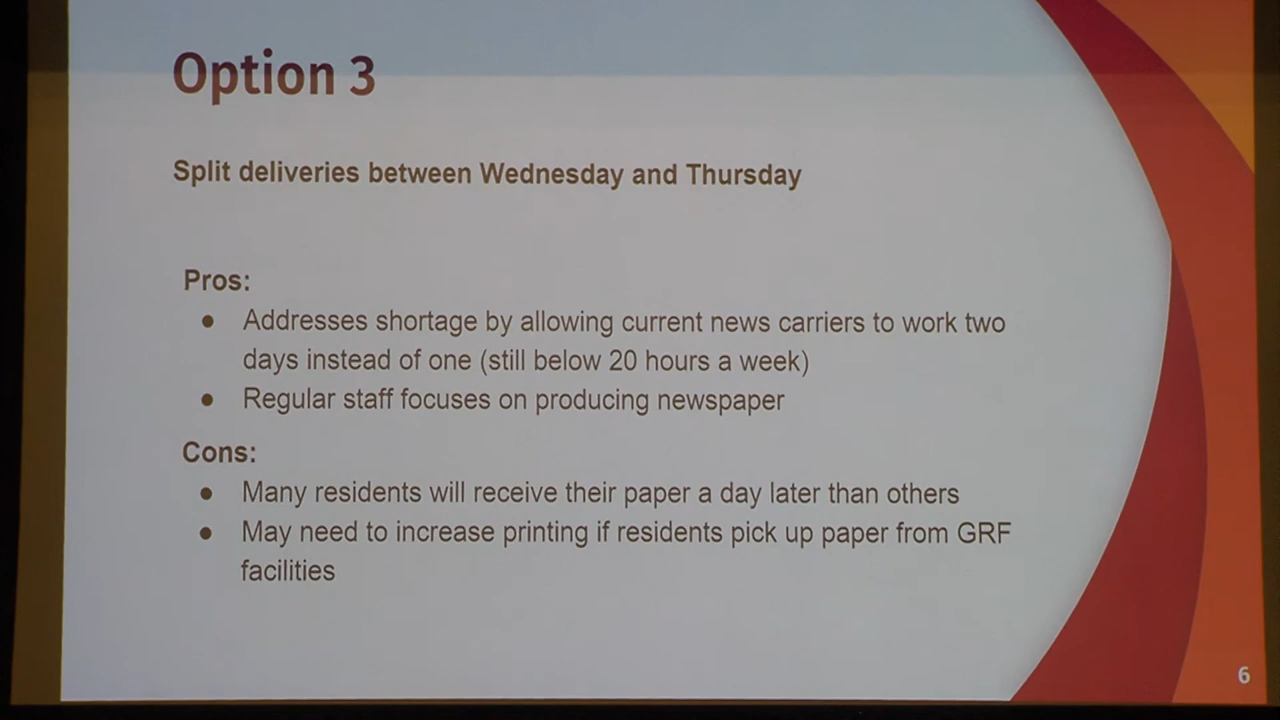 Option 3
Split deliveries between Wednesday and Thursday
Pros:
● Addresses shortage by allowing current news carriers to work two
days instead of one (still below 20 hours a week)
● Regular staff focuses on producing newspaper
Cons:
● Many residents will receive their paper a day later than others
● May need to increase printing if residents pick up paper from GRF
facilities
6